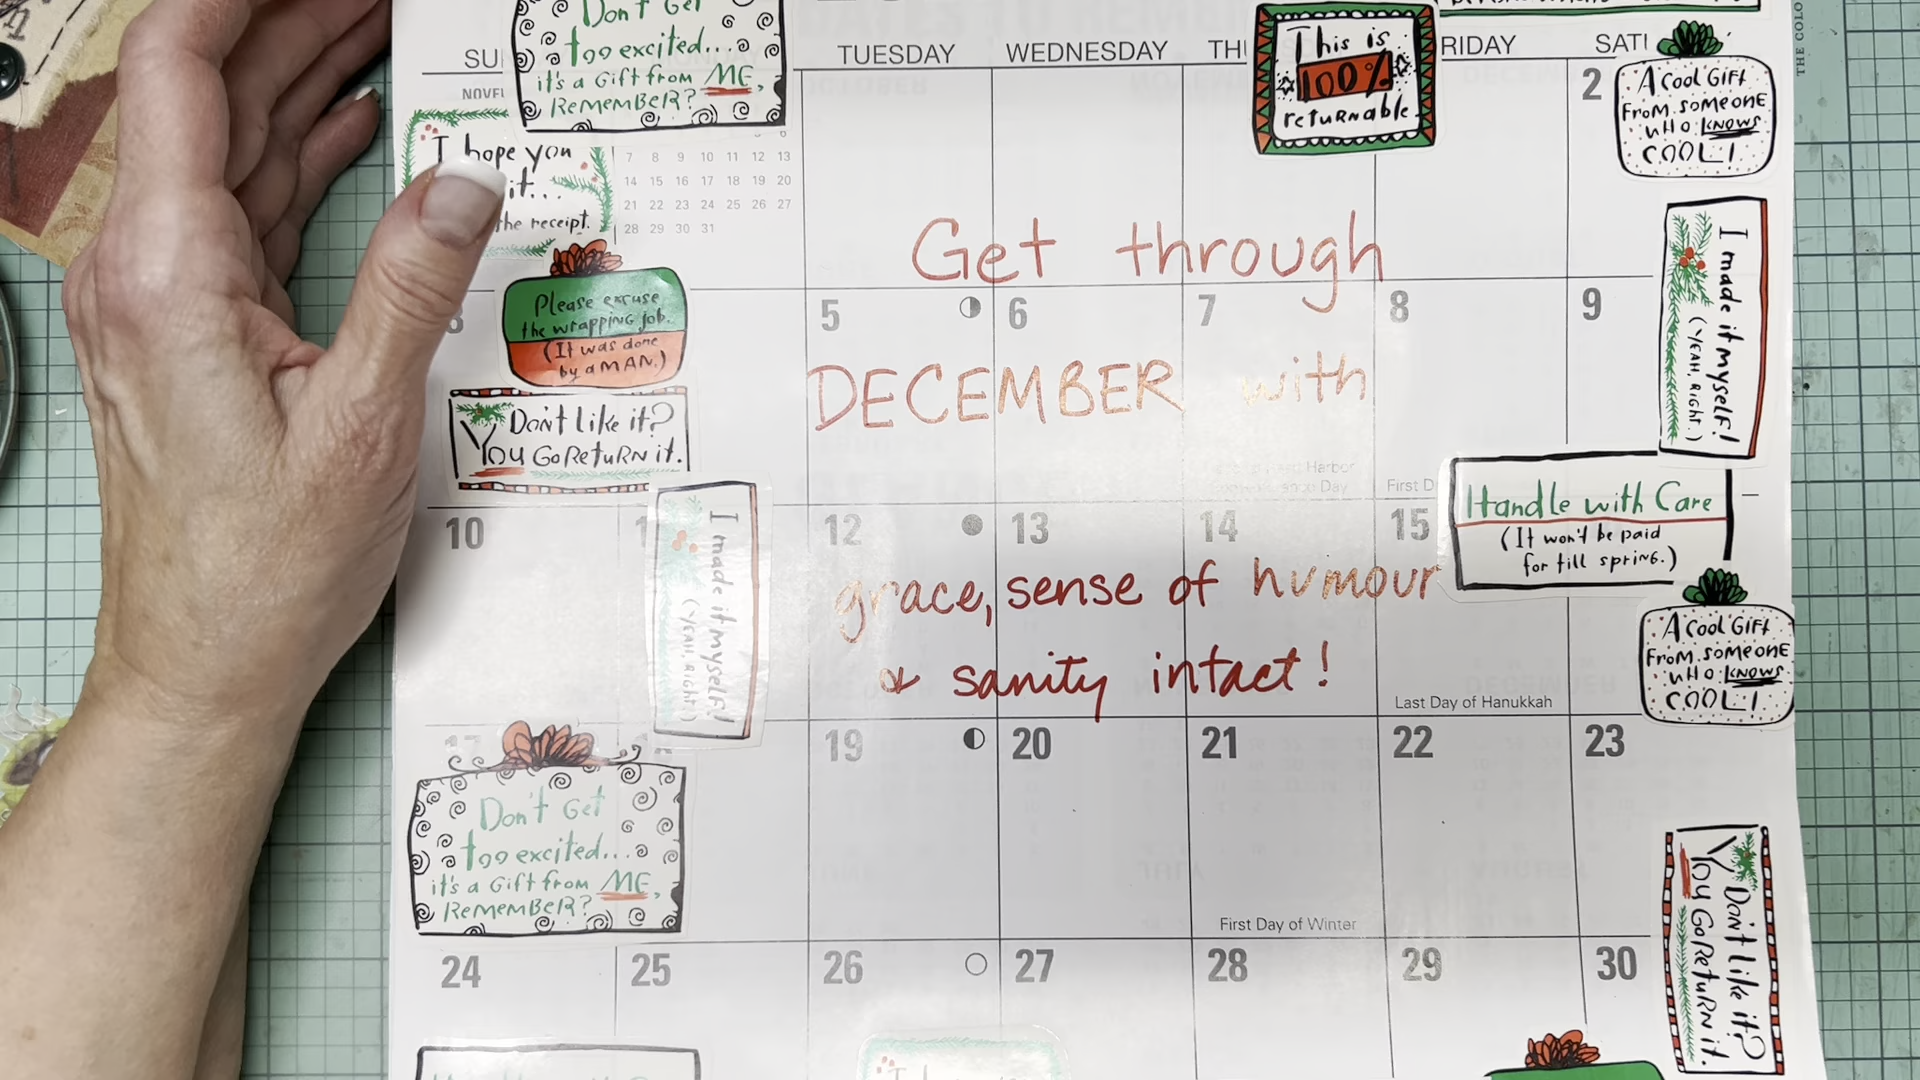 Don't Get
too excited...
it's a Gift from ME,
REMEMBER?
This is
100%
returnable
TUESDAY
WEDNESDAY
RIDAY
2
A COOL GIFT
FROM SOMEONE
WHO KNOWS
COOL!
I hope you
it...
the receipt.
7 8 9 10 11 12 13
14 15 16 17 18 19 20
21 22 23 24 25 26 27
28 29 30 31
Get through
Please excuse
the wrapping job.
(It was done
by a MAN.)
5
6
7
8
9
I made it myself!
(YEAH, RIGHT.)
DECEMBER with
Don't like it?
You Go Return it.
Harbor
Day
First D
10
12
13
14
15
Handle with Care
(It won't be paid
for till spring.)
I made it myself!
(YEAH, RIGHT.)
grace, sense of humour
& sanity intact!
Last Day of Hanukkah
A COOL GIFT
FROM SOMEONE
WHO KNOWS
COOL!
17
19
20
21
22
23
Don't Get
too excited...
it's a Gift from ME,
REMEMBER?
First Day of Winter
Don't like it?
You Go Return it.
24
25
26
27
28
29
30
THE COLO